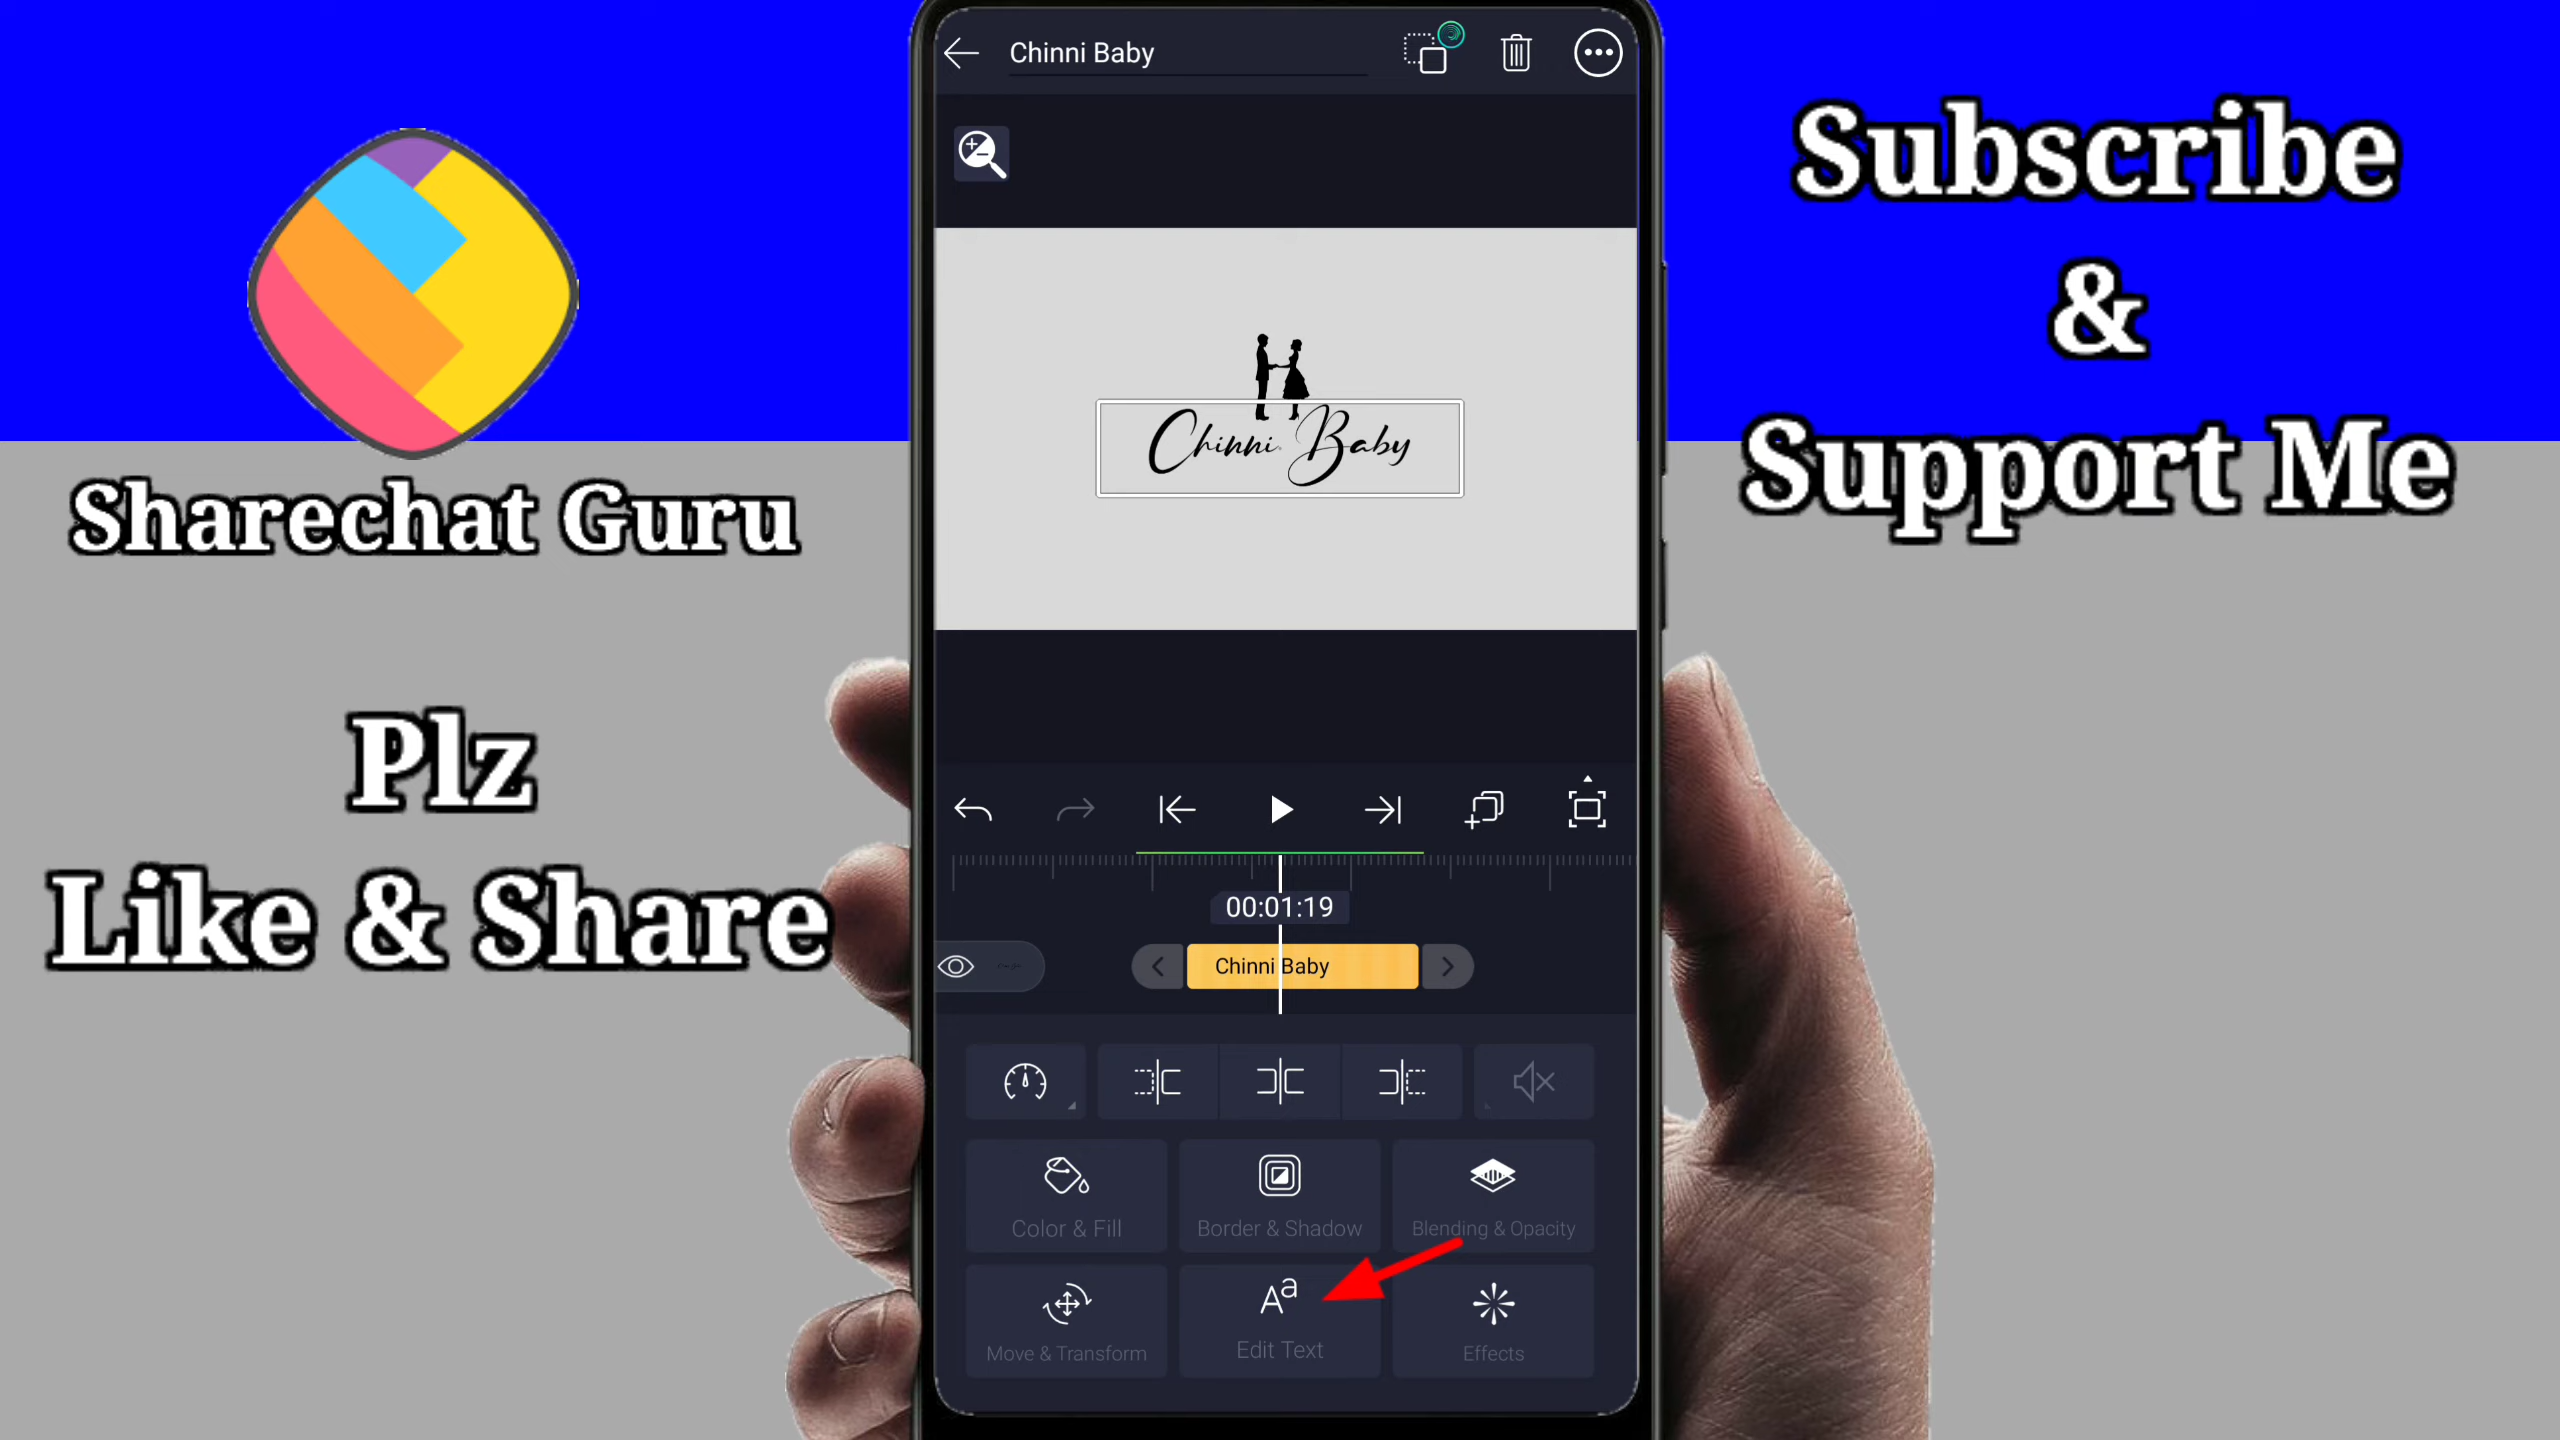 Chinni Baby
Subscribe
&
Support Me
Sharechat Guru
Plz
Like & Share
Chinni Baby
00:01:19
Chinni Baby
Color & Fill
Border & Shadow
Blending & Opacity
Move & Transform
Aa
Edit Text
Effects